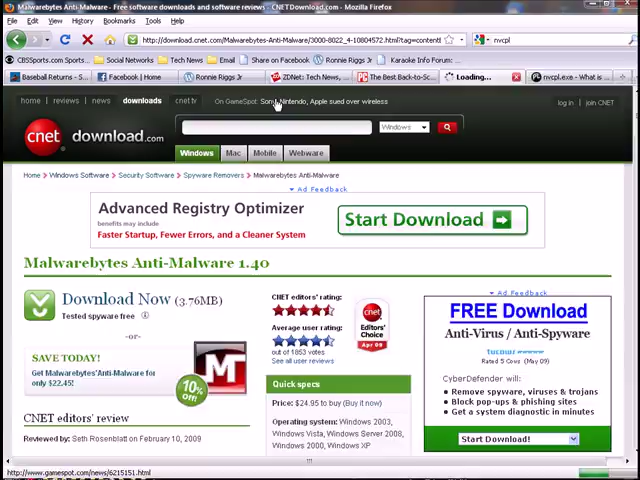 Malwarebytes Anti-Malware - Free software downloads and software reviews - CNET Download.com - Mozilla Firefox
File Edit View History Bookmarks Tools Help
http://download.cnet.com/Malwarebytes-Anti-Malware/3000-8022_4-10804572.html?tag=contentl nvcpl
CBSSports.com Sports... Social Networks Tech News Email Share on Facebook Ronnie Riggs Jr Karaoke Info Forum:...
Baseball Returns - S... Facebook | Home Ronnie Riggs Jr ZDNet: Tech News, ... The Best Back-to-Sc... Loading... nvcpl.exe - What is ...
home | reviews | news | downloads | cnet tv On GameSpot: Sony, Nintendo, Apple sued over wireless log in | join CNET
cnet download.com Windows
Windows Mac Mobile Webware
Home > Windows Software > Security Software > Spyware Removers > Malwarebytes Anti-Malware
Ad Feedback
Advanced Registry Optimizer
benefits may include
Faster Startup, Fewer Errors, and a Cleaner System
Start Download
Malwarebytes Anti-Malware 1.40
Download Now (3.76MB)
Tested spyware free
-or-
SAVE TODAY!
Get Malwarebytes'Anti-Malware for
only $22.45!
M
10%
Off!
CNET editors' review
Reviewed by: Seth Rosenblatt on February 10, 2009
CNET editors' rating:
Average user rating:
out of 1853 votes
See all user reviews
cnet
Editors'
Choice
Apr 09
Quick specs
Price: $24.95 to buy (Buy it now)
Operating system: Windows 2003,
Windows Vista, Windows Server 2008,
Windows 2000, Windows XP
Ad Feedback
FREE Download
Anti-Virus / Anti-Spyware
TUCOWS
Rated 5 Cows (May 09)
CyberDefender will:
Remove spyware, viruses & trojans
Block pop-ups & phishing sites
Get a system diagnostic in minutes
Start Download!
http://www.gamespot.com/news/6215151.html